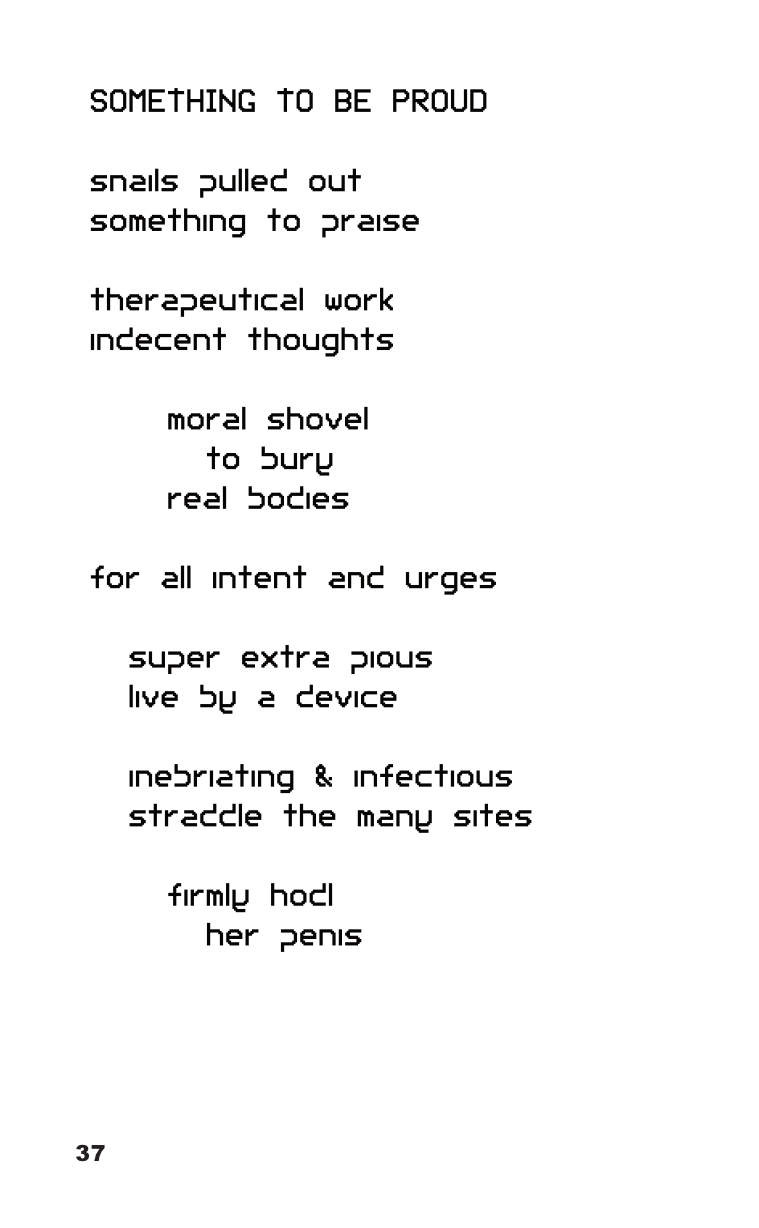 SOMETHING TO BE PROUD
snails pulled out
something to praise
therapeutical work
indecent thoughts
moral shovel
to bury
real bodies
for all intent and urges
super extra pious
live by a device
inebriating & infectious
straddle the many sites
firmly hodl
her penis
37